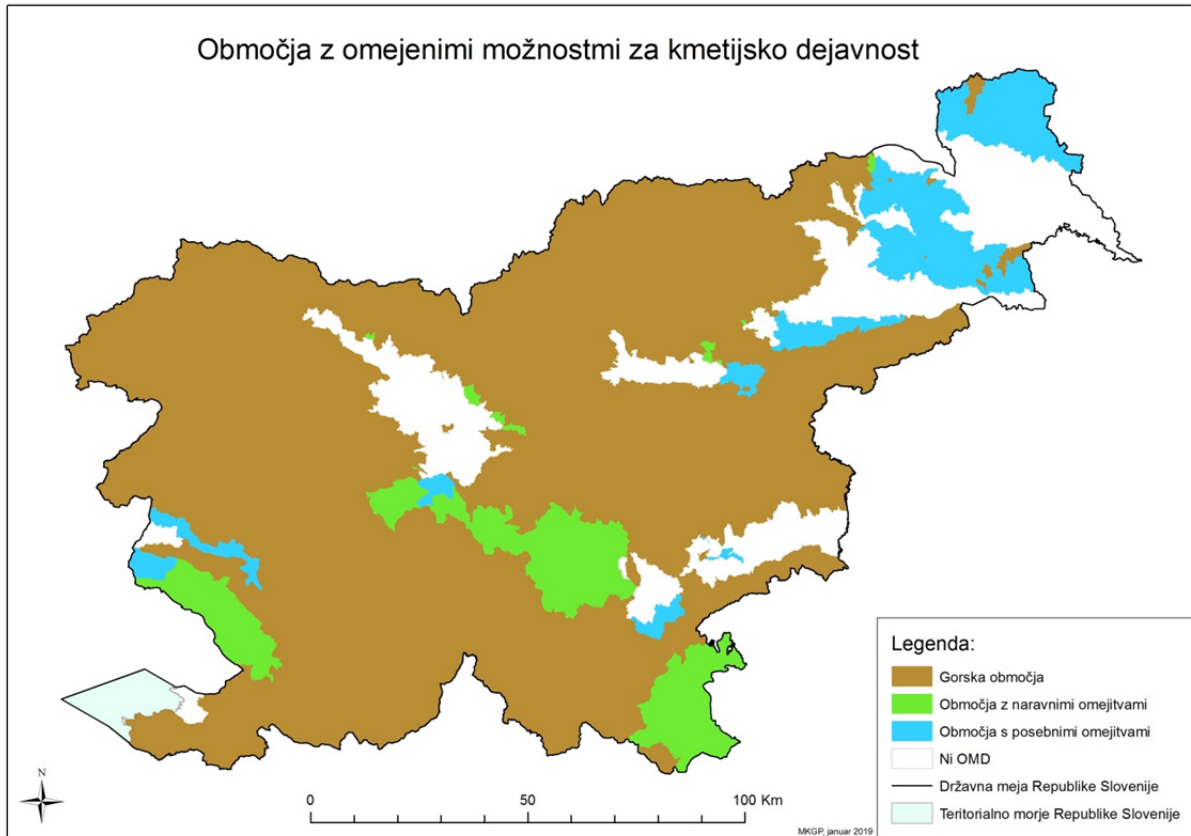 Območja z omejenimi možnostmi za kmetijsko dejavnost
Legenda:
Gorska območja
Območja z naravnimi omejitvami
Območja s posebnimi omejitvami
Ni OMD
Državna meja Republike Slovenije
Teritorialno morje Republike Slovenije
N
0 50 100 Km
MKGP, januar 2019